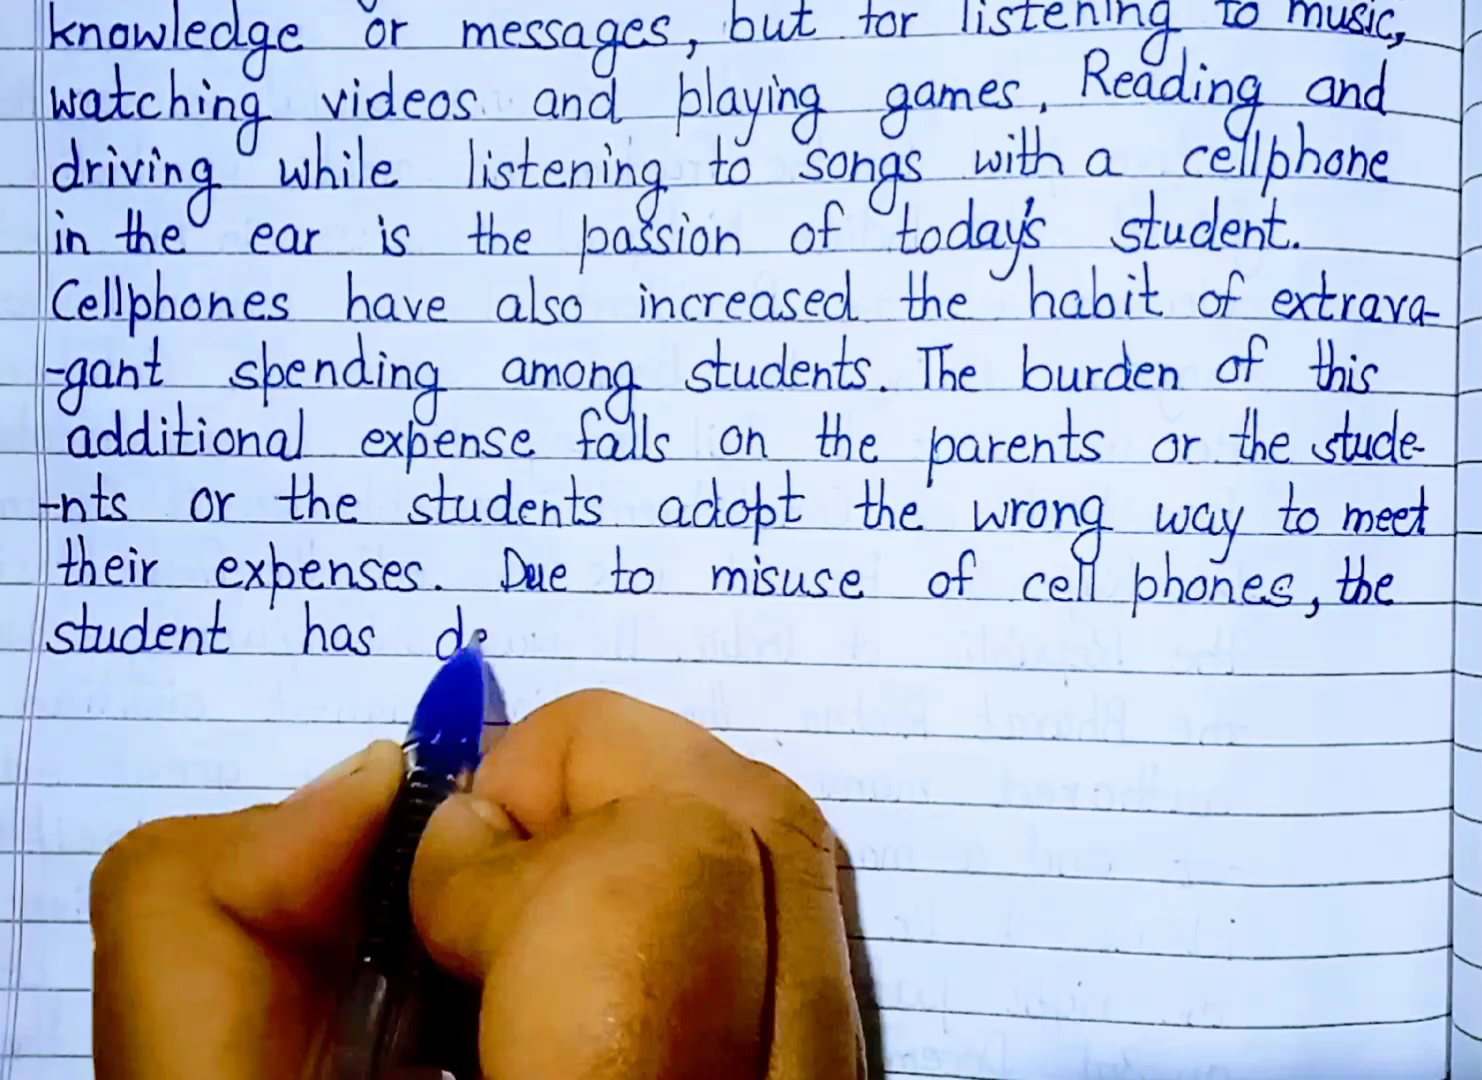 knowledge or messages, but for listening to music,
watching videos and playing games. Reading and
driving while listening to songs with a cellphone
in the ear is the passion of today's student.
Cellphones have also increased the habit of extrava-
-gant spending among students. The burden of this
additional expense falls on the parents or the stude-
-nts or the students adopt the wrong way to meet
their expenses. Due to misuse of cell phones, the
student has de